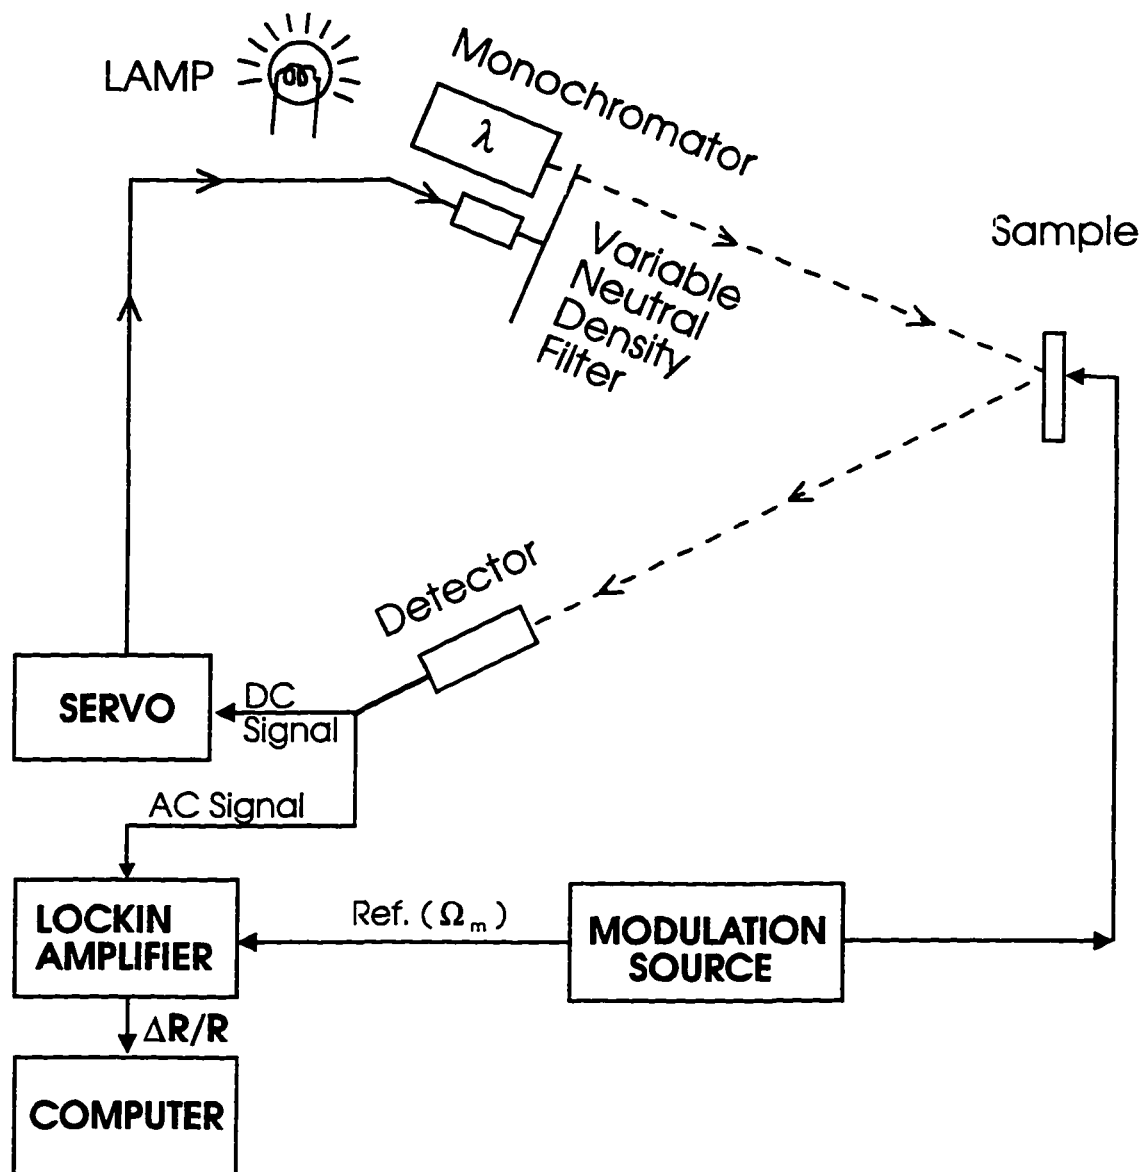 LAMP
Monochromator
λ
Variable
Neutral
Density
Filter
Sample
Detector
SERVO
DC
Signal
AC Signal
LOCKIN
AMPLIFIER
Ref. (Ωm)
MODULATION
SOURCE
ΔR/R
COMPUTER